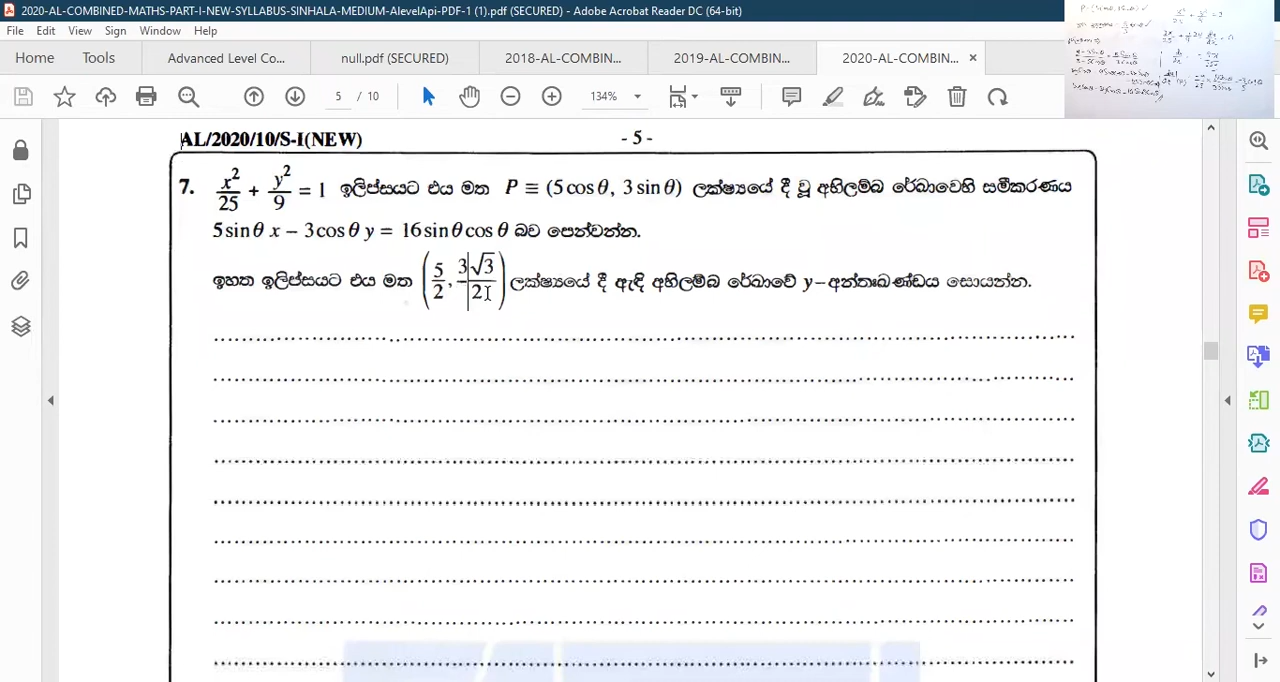 2020-AL-COMBINED-MATHS-PART-I-NEW-SYLLABUS-SINHALA-MEDIUM-AlevelApi-PDF-1 (1).pdf (SECURED) - Adobe Acrobat Reader DC (64-bit)
File Edit View Sign Window Help
Home Tools Advanced Level Co... null.pdf (SECURED) 2018-AL-COMBIN... 2019-AL-COMBIN... 2020-AL-COMBIN... ×
5 / 10 134%
AL/2020/10/S-I(NEW) - 5 -
7. x²/25 + y²/9 = 1 ඉලිප්සයට එය මත P ≡ (5 cos θ, 3 sin θ) ලක්ෂ්‍යයේ දී වූ අභිලම්බ රේඛාවෙහි සමීකරණය
5 sin θ x − 3 cos θ y = 16 sin θ cos θ බව පෙන්වන්න.
ඉහත ඉලිප්සයට එය මත (5/2, 3√3/2) ලක්ෂ්‍යයේ දී ඇඳි අභිලම්බ රේඛාවේ y – අන්තඃඛණ්ඩය සොයන්න.